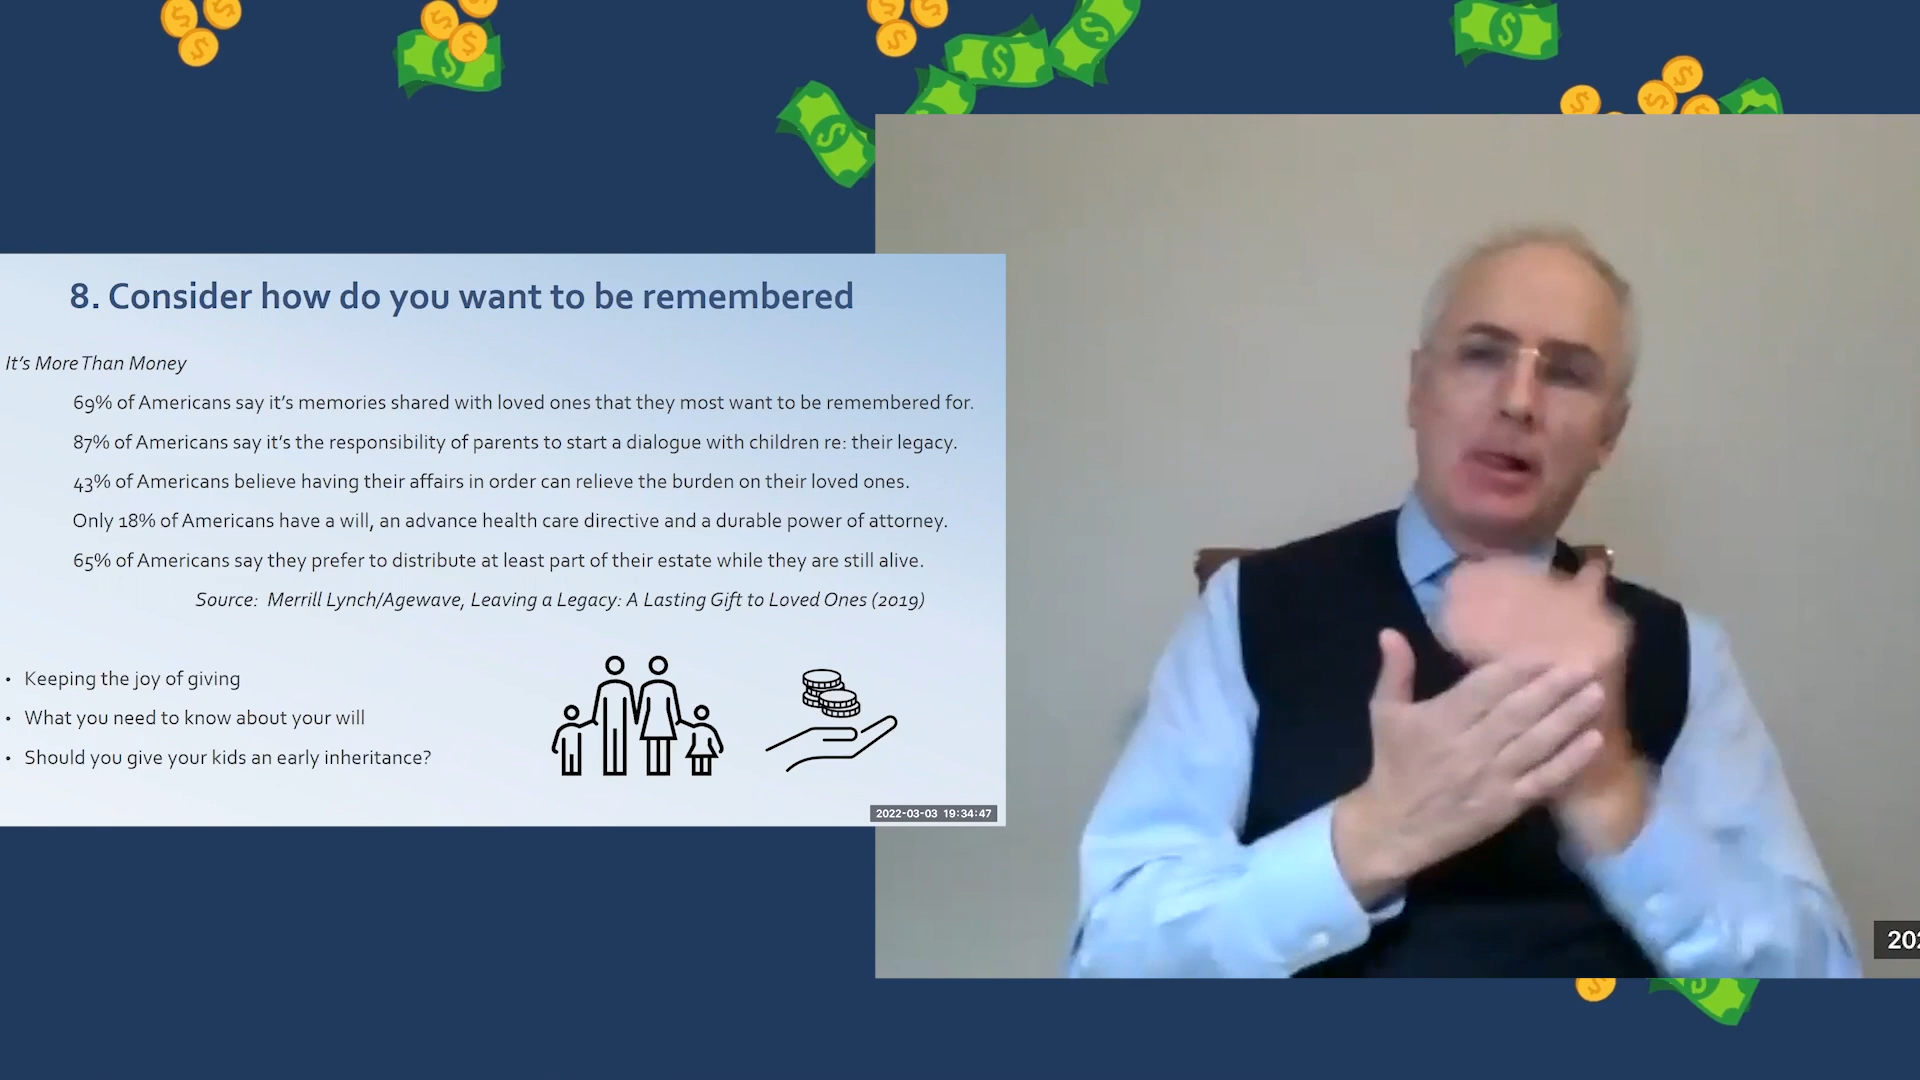 8. Consider how do you want to be remembered
It's More Than Money
69% of Americans say it's memories shared with loved ones that they most want to be remembered for.
87% of Americans say it's the responsibility of parents to start a dialogue with children re: their legacy.
43% of Americans believe having their affairs in order can relieve the burden on their loved ones.
Only 18% of Americans have a will, an advance health care directive and a durable power of attorney.
65% of Americans say they prefer to distribute at least part of their estate while they are still alive.
Source: Merrill Lynch/Agewave, Leaving a Legacy: A Lasting Gift to Loved Ones (2019)
• Keeping the joy of giving
• What you need to know about your will
• Should you give your kids an early inheritance?
2022-03-03 19:34:47